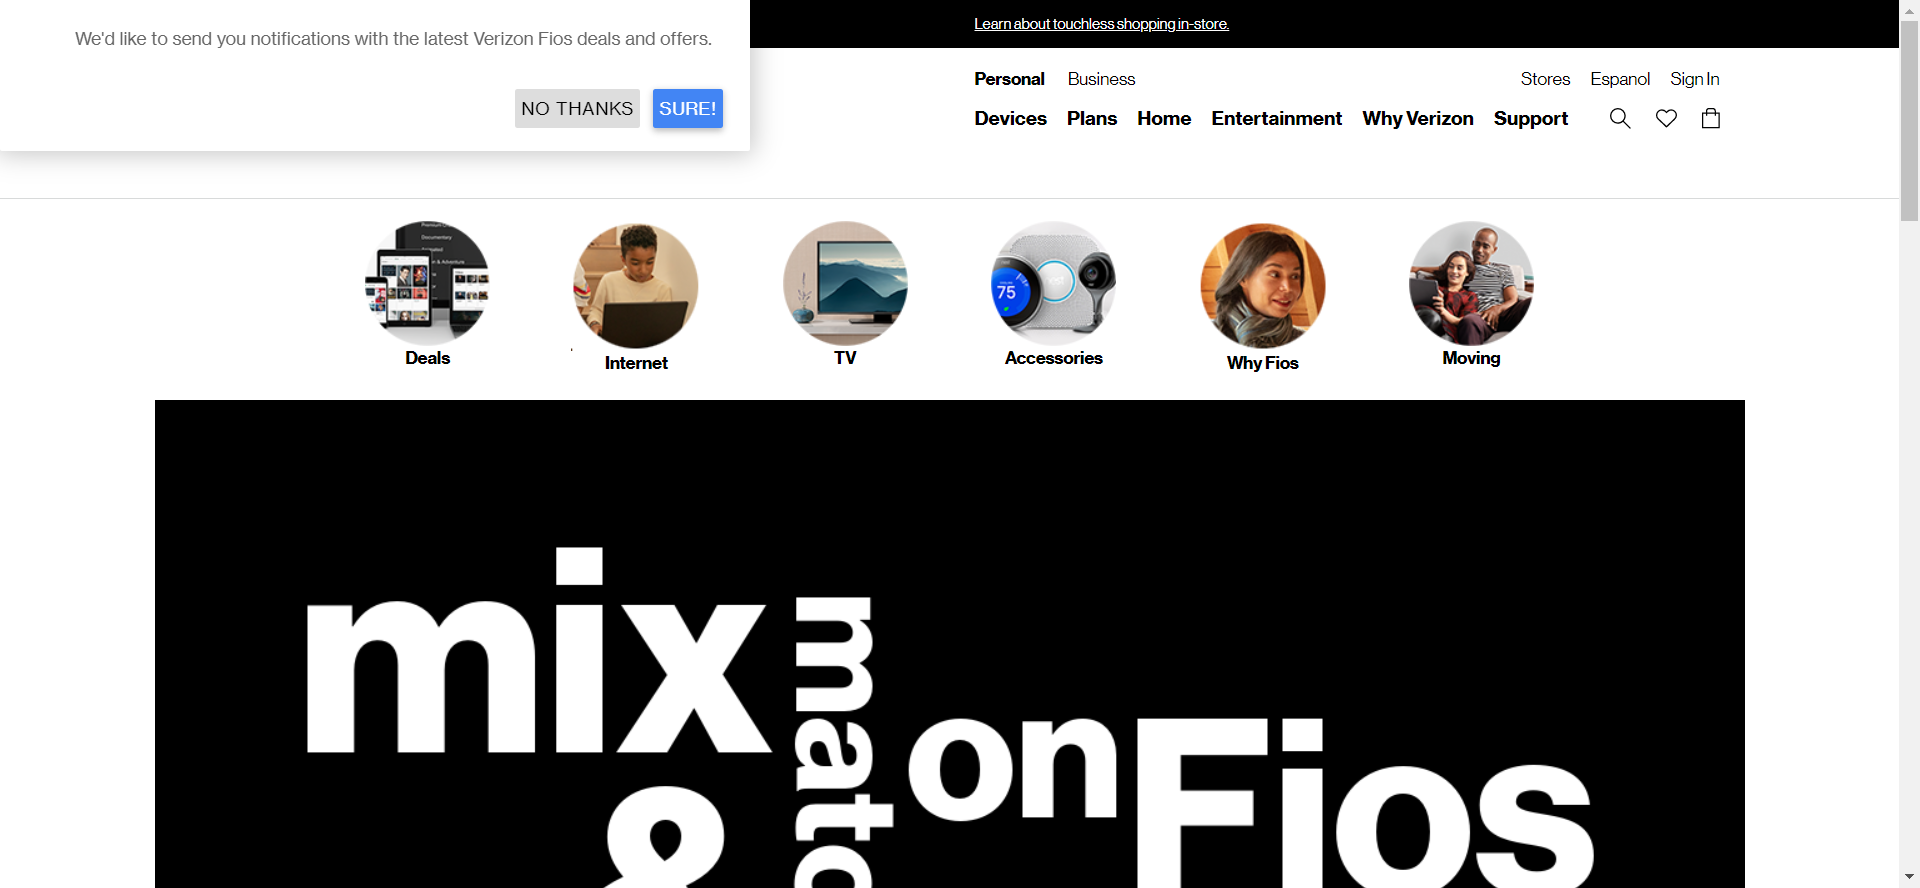 We'd like to send you notifications with the latest Verizon Fios deals and offers.
NO THANKS SURE!
Learn about touchless shopping in-store.
Personal Business
Stores Espanol Sign In
Devices Plans Home Entertainment Why Verizon Support
Documentary
75
Deals
Internet
TV
Accessories
Why Fios
Moving
mix
&
on Fios